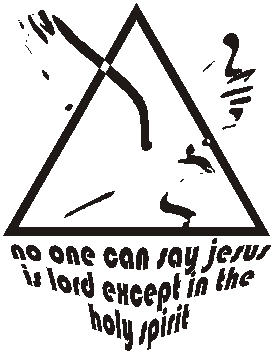 no one can say jesus
is lord except in the
holy spirit